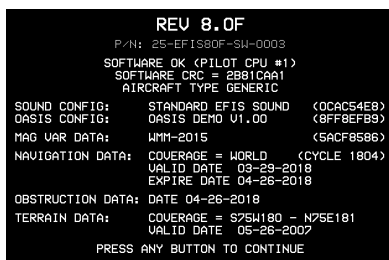 REV 8.0F
P/N: 25-EFIS80F-SW-0003
SOFTWARE OK (PILOT CPU #1)
SOFTWARE CRC = 2B81CAA1
AIRCRAFT TYPE GENERIC
SOUND CONFIG: STANDARD EFIS SOUND (0CAC54E8)
OASIS CONFIG: OASIS DEMO V1.00 (8FF8EFB9)
MAG VAR DATA: WMM-2015 (5ACF8586)
NAVIGATION DATA: COVERAGE = WORLD (CYCLE 1804)
VALID DATE 03-29-2018
EXPIRE DATE 04-26-2018
OBSTRUCTION DATA: DATE 04-26-2018
TERRAIN DATA: COVERAGE = S75W180 - N75E181
VALID DATE 05-26-2007
PRESS ANY BUTTON TO CONTINUE